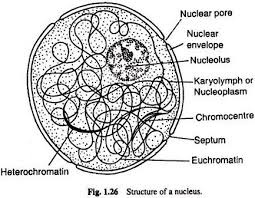 Nuclear pore
Nuclear
envelope
Nucleolus
Karyolymph or
Nucleoplasm
Chromocentre
Septum
Euchromatin
Heterochromatin
Fig. 1.26 Structure of a nucleus.